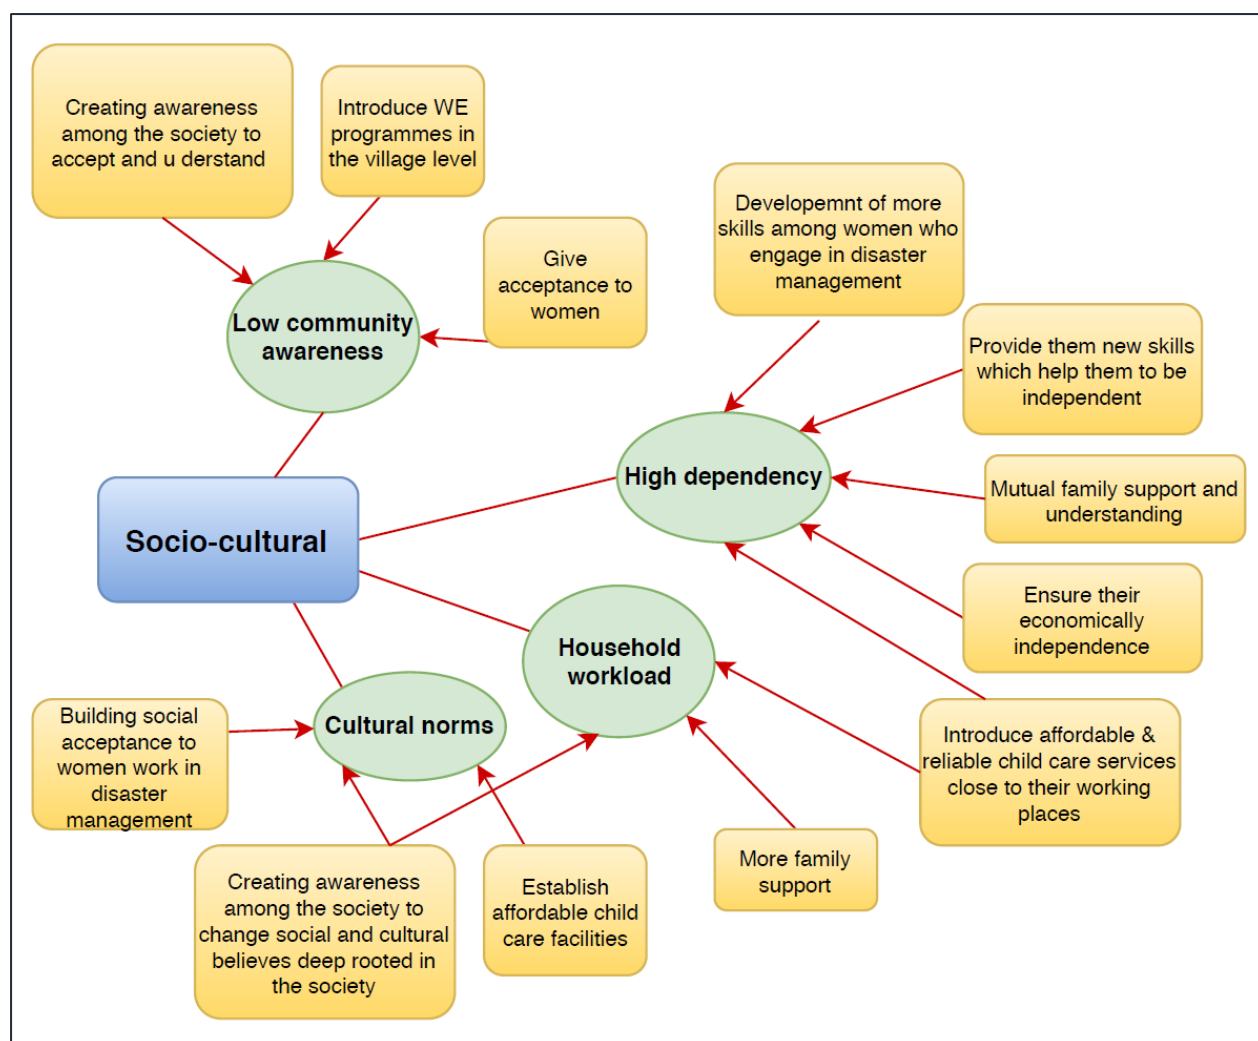 Creating awareness
among the society to
accept and u derstand
Introduce WE
programmes in
the village level
Give
acceptance to
women
Low community
awareness
Developemnt of more
skills among women who
engage in disaster
management
Provide them new skills
which help them to be
independent
High dependency
Mutual family support and
understanding
Socio-cultural
Ensure their
economically
independence
Household
workload
Cultural norms
Building social
acceptance to
women work in
disaster
management
Introduce affordable &
reliable child care services
close to their working
places
More family
support
Creating awareness
among the society to
change social and cultural
believes deep rooted in
the society
Establish
affordable child
care facilities